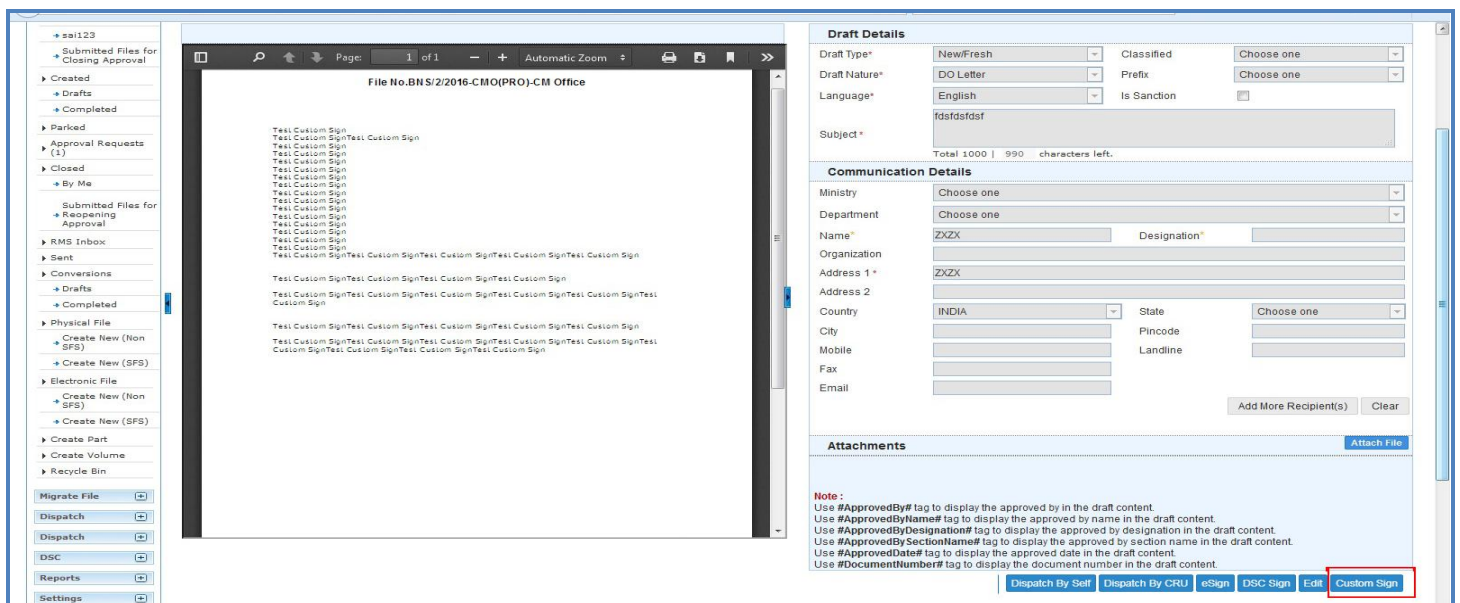 sai123
Submitted Files for
Closing Approval
Created
Drafts
Completed
Parked
Approval Requests
(1)
Closed
By Me
Submitted Files for
Reopening
Approval
RMS Inbox
Sent
Conversions
Drafts
Completed
Physical File
Create New (Non
SFS)
Create New (SFS)
Electronic File
Create New (Non
SFS)
Create New (SFS)
Create Part
Create Volume
Recycle Bin
Migrate File
Dispatch
Dispatch
DSC
Reports
Settings
Page: 1 of 1 Automatic Zoom
File No.BNS/2/2016-CMO(PRO)-CM Office
Test Custom Sign
Test Custom SignTest Custom Sign
Test Custom Sign
Test Custom Sign
Test Custom Sign
Test Custom Sign
Test Custom Sign
Test Custom Sign
Test Custom Sign
Test Custom Sign
Test Custom Sign
Test Custom Sign
Test Custom Sign
Test Custom Sign
Test Custom Sign
Test Custom Sign
Test Custom SignTest Custom SignTest Custom SignTest Custom SignTest Custom Sign
Test Custom SignTest Custom SignTest Custom SignTest Custom Sign
Test Custom SignTest Custom SignTest Custom SignTest Custom SignTest Custom SignTest
Custom Sign
Test Custom SignTest Custom SignTest Custom SignTest Custom SignTest Custom Sign
Test Custom SignTest Custom SignTest Custom SignTest Custom SignTest Custom SignTest
Custom SignTest Custom SignTest Custom SignTest Custom Sign
Draft Details
Draft Type* New/Fresh Classified Choose one
Draft Nature* DO Letter Prefix Choose one
Language* English Is Sanction
Subject * fdsfdsfdsf
Total 1000 | 990 characters left.
Communication Details
Ministry Choose one
Department Choose one
Name* ZXZX Designation*
Organization
Address 1 * ZXZX
Address 2
Country INDIA State Choose one
City Pincode
Mobile Landline
Fax
Email
Add More Recipient(s) Clear
Attachments Attach File
Note :
Use #ApprovedBy# tag to display the approved by in the draft content.
Use #ApprovedByName# tag to display the approved by name in the draft content.
Use #ApprovedByDesignation# tag to display the approved by designation in the draft content.
Use #ApprovedBySectionName# tag to display the approved by section name in the draft content.
Use #ApprovedDate# tag to display the approved date in the draft content.
Use #DocumentNumber# tag to display the document number in the draft content.
Dispatch By Self Dispatch By CRU eSign DSC Sign Edit Custom Sign